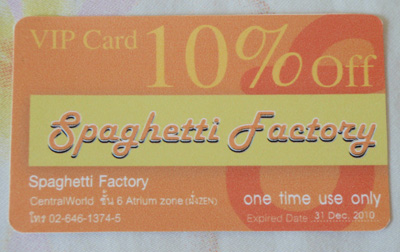 VIP Card 10% Off
Spaghetti Factory
Spaghetti Factory
CentralWorld ชั้น 6 Atrium zone (ฝั่งZEN)
โทร 02-646-1374-5
one time use only
Expired Date 31 Dec. 2010